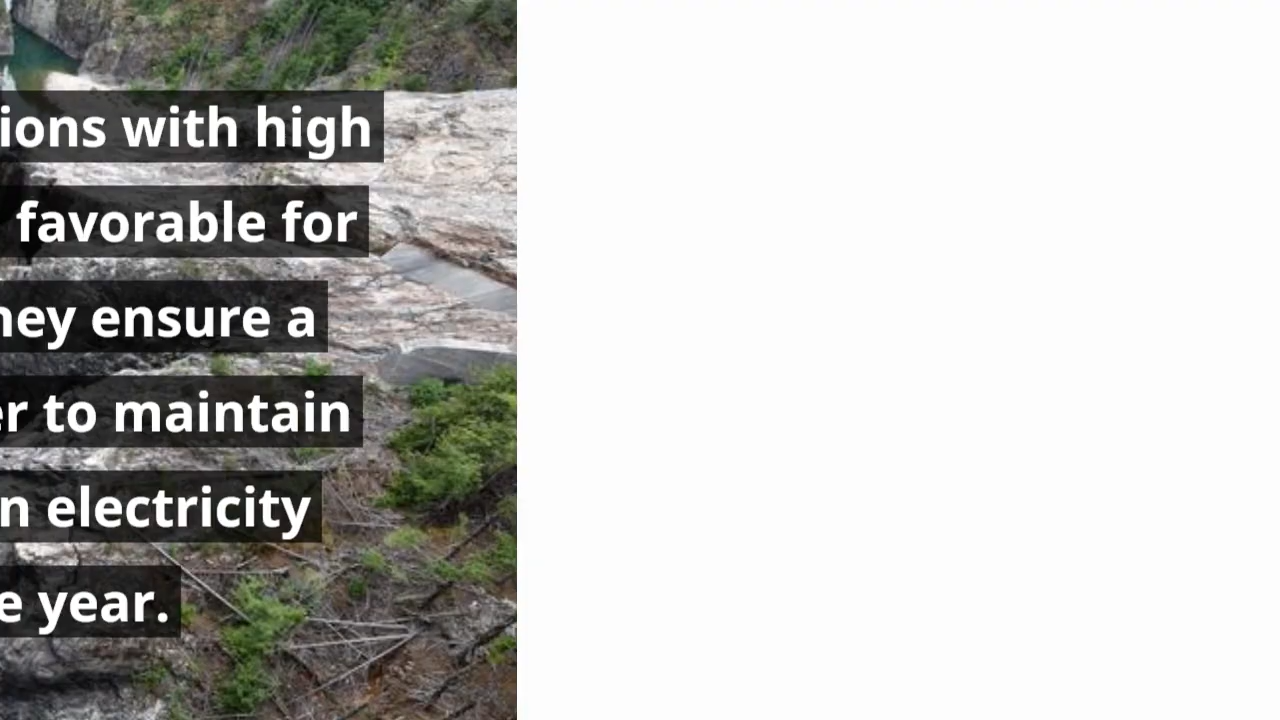 ions with high
favorable for
hey ensure a
er to maintain
n electricity
e year.